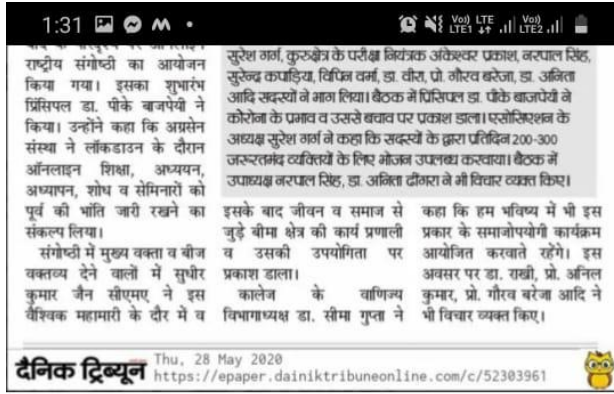 1:31
Vo) LTE LTE1 Vo) LTE2
राष्ट्रीय संगोष्ठी का आयोजन
किया गया। इसका शुभारंभ
प्रिंसिपल डा. पीके बाजपेयी ने
किया। उन्होंने कहा कि अग्रसेन
संस्था ने लॉकडाउन के दौरान
ऑनलाइन शिक्षा, अध्ययन,
अध्यापन, शोध व सेमिनारों को
पूर्व की भांति जारी रखने का
संकल्प लिया।
संगोष्ठी में मुख्य वक्ता व बीज
वक्तव्य देने वालों में सुधीर
कुमार जैन सीएमए ने इस
वैश्विक महामारी के दौर में व
सुरेश गर्ग, कुरुक्षेत्र के परीक्षा नियंत्रक अंकेश्वर प्रकाश, नरपाल सिंह,
सुरेन्द्र कपाड़िया, विपिन वर्मा, डा. वीरा, प्रो. गौरव बरेजा, डा. अनिता
आदि सदस्यों ने भाग लिया। बैठक में प्रिंसिपल डा. पीके बाजपेयी ने
कोरोना के प्रभाव व उससे बचाव पर प्रकाश डाला। एसोसिएशन के
अध्यक्ष सुरेश गर्ग ने कहा कि सदस्यों के द्वारा प्रतिदिन 200-300
जरूरतमंद व्यक्तियों के लिए भोजन उपलब्ध करवाया। बैठक में
उपाध्यक्ष नरपाल सिंह, डा. अनिता ढींगरा ने भी विचार व्यक्त किए।
इसके बाद जीवन व समाज से
जुड़े बीमा क्षेत्र की कार्य प्रणाली
व उसकी उपयोगिता पर
प्रकाश डाला।
कालेज के वाणिज्य
विभागाध्यक्ष डा. सीमा गुप्ता ने
कहा कि हम भविष्य में भी इस
प्रकार के समाजोपयोगी कार्यक्रम
आयोजित करवाते रहेंगे। इस
अवसर पर डा. राखी, प्रो. अनिल
कुमार, प्रो. गौरव बरेजा आदि ने
भी विचार व्यक्त किए।
दैनिक ट्रिब्यून
Thu, 28 May 2020
https://epaper.dainiktribuneonline.com/c/52303961